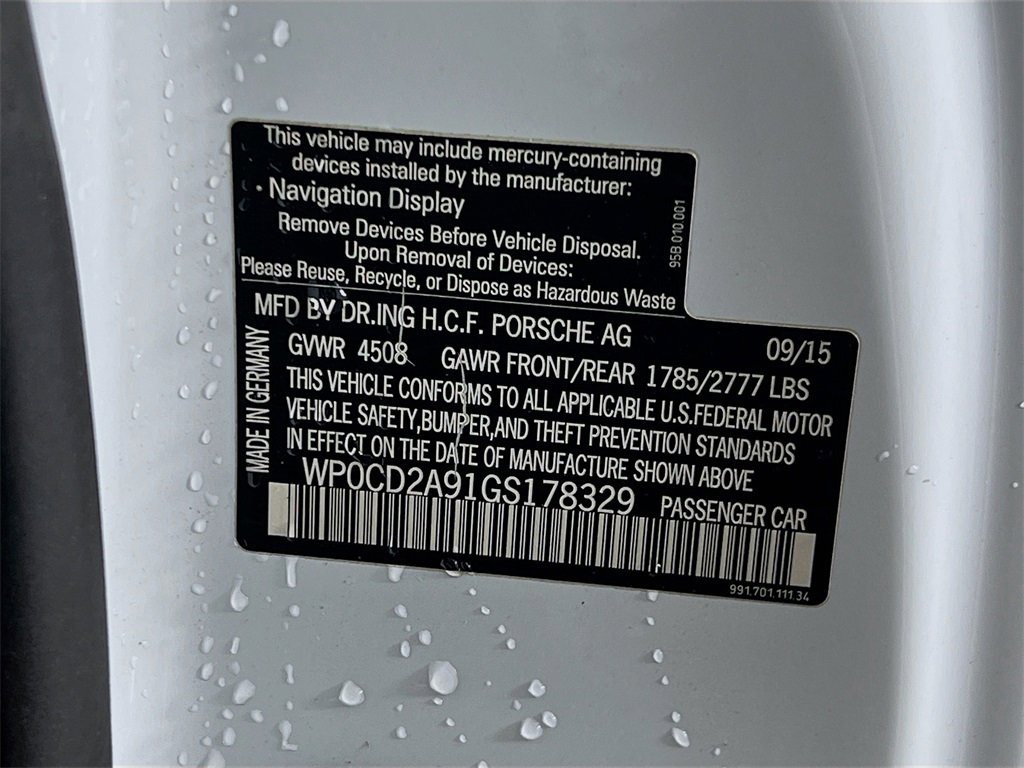 This vehicle may include mercury-containing
devices installed by the manufacturer:
· Navigation Display
Remove Devices Before Vehicle Disposal.
Upon Removal of Devices:
Please Reuse, Recycle, or Dispose as Hazardous Waste
95B 010.001
MFD BY DR.ING H.C.F. PORSCHE AG 09/15
GVWR 4508 GAWR FRONT/REAR 1785/2777 LBS
THIS VEHICLE CONFORMS TO ALL APPLICABLE U.S.FEDERAL MOTOR
VEHICLE SAFETY,BUMPER,AND THEFT PREVENTION STANDARDS
IN EFFECT ON THE DATE OF MANUFACTURE SHOWN ABOVE
WP0CD2A91GS178329 PASSENGER CAR
MADE IN GERMANY
991.701.111.34